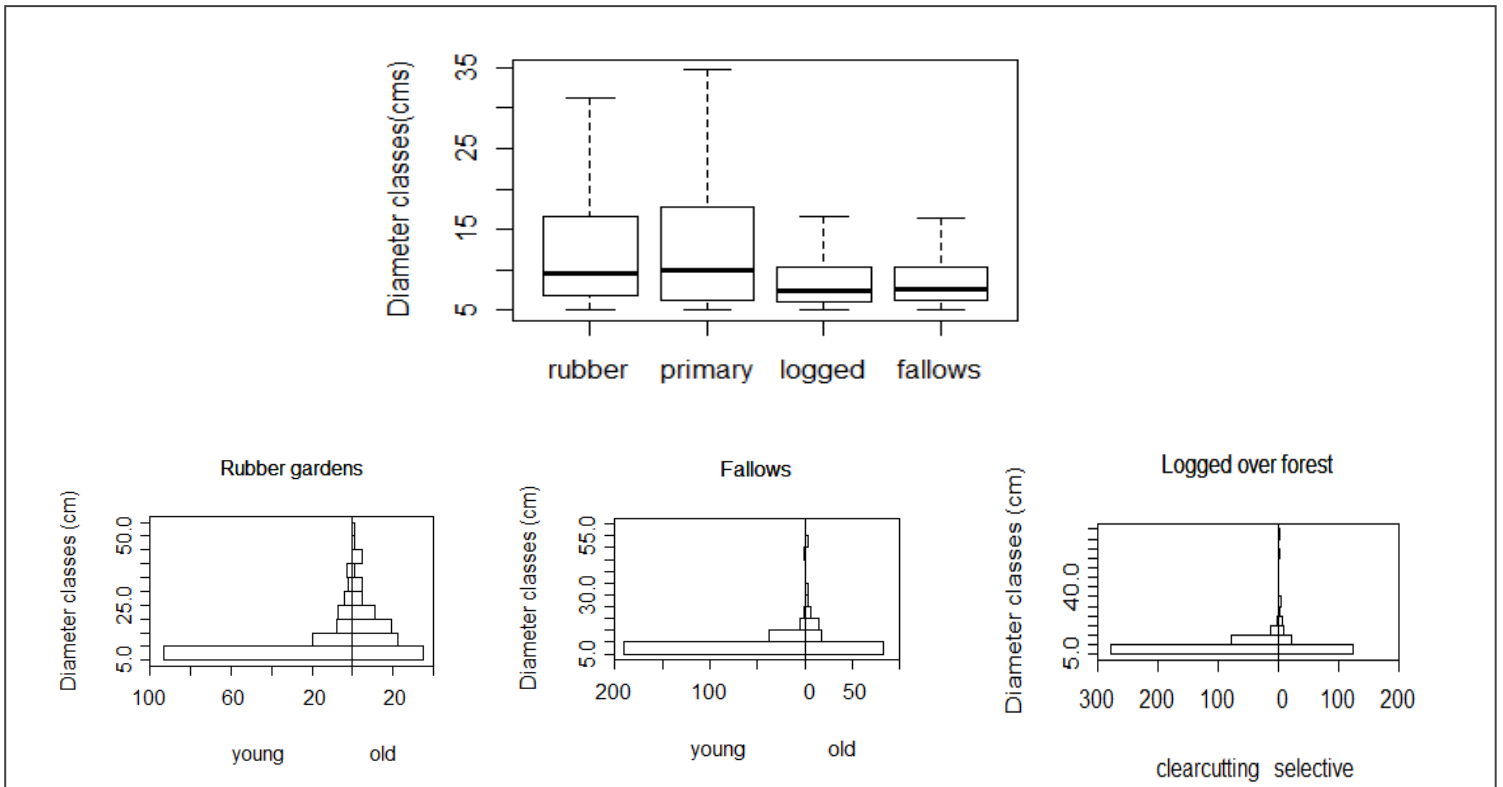 Diameter classes(cms)
35
25
15
5
rubber primary logged fallows
Rubber gardens
Diameter classes (cm)
50.0
25.0
5.0
100 60 20 20
young old
Fallows
Diameter classes (cm)
55.0
30.0
5.0
200 100 0 50
young old
Logged over forest
Diameter classes (cm)
40.0
5.0
300 200 100 0 100 200
clearcutting selective